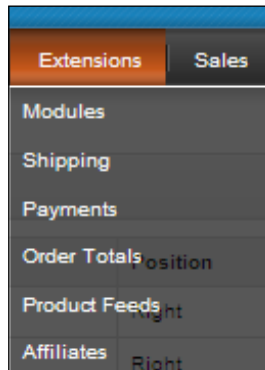 Extensions Sales
Modules
Shipping
Payments
Order Totals Position
Product Feeds Right
Affiliates Right